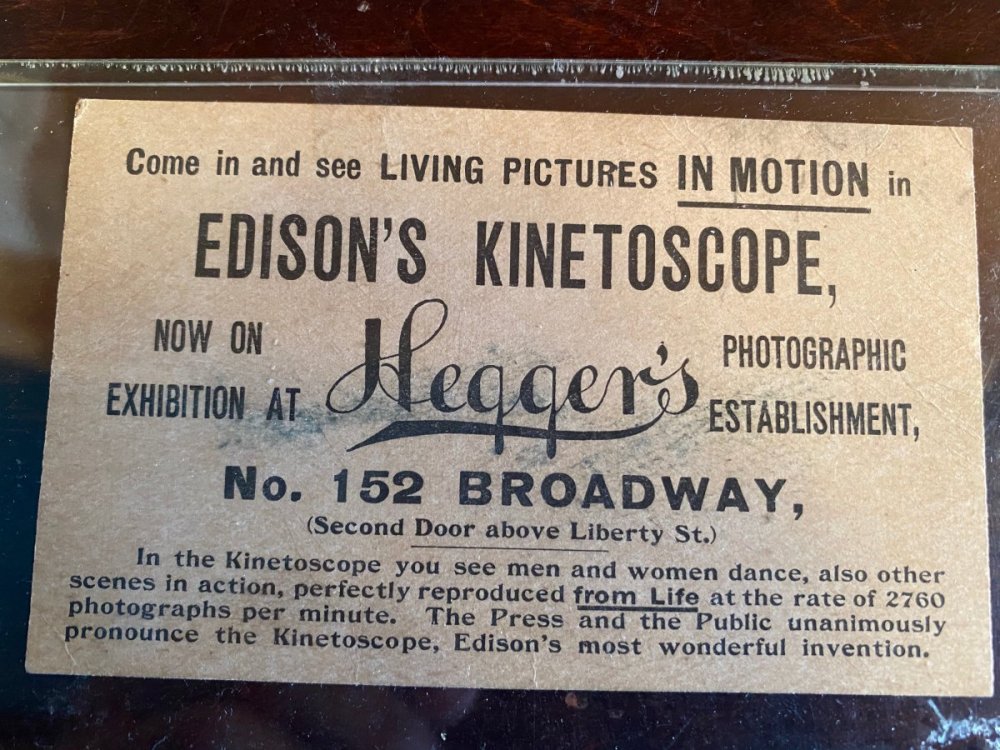 Come in and see LIVING PICTURES IN MOTION in
EDISON'S KINETOSCOPE,
NOW ON
EXHIBITION AT
Hegger's
PHOTOGRAPHIC
ESTABLISHMENT,
No. 152 BROADWAY,
(Second Door above Liberty St.)
In the Kinetoscope you see men and women dance, also other
scenes in action, perfectly reproduced from Life at the rate of 2760
photographs per minute. The Press and the Public unanimously
pronounce the Kinetoscope, Edison's most wonderful invention.